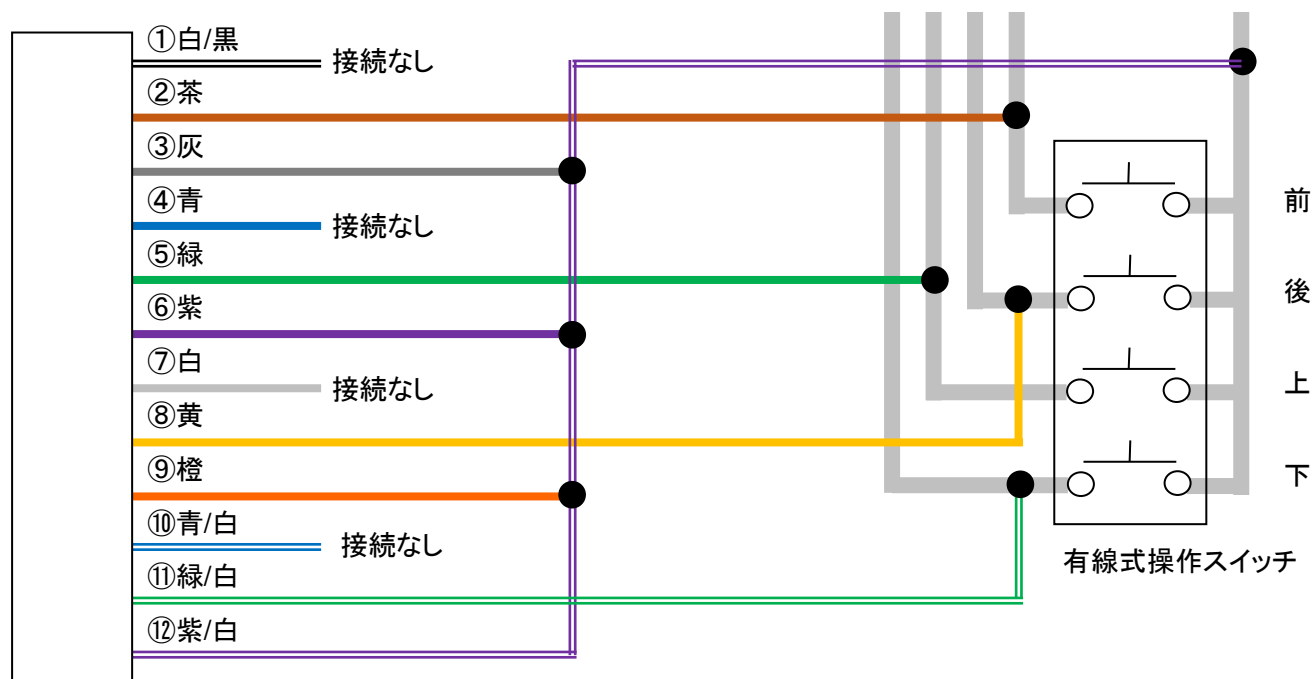 ①白/黒
接続なし
②茶
③灰
前
④青
接続なし
⑤緑
後
⑥紫
⑦白
接続なし
上
⑧黄
⑨橙
下
⑩青/白
接続なし
有線式操作スイッチ
⑪緑/白
⑫紫/白